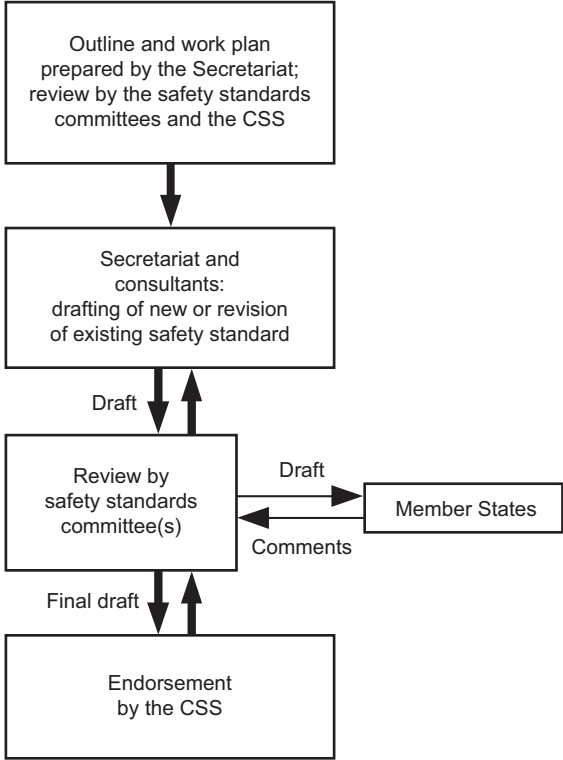 Outline and work plan
prepared by the Secretariat;
review by the safety standards
committees and the CSS
Secretariat and
consultants:
drafting of new or revision
of existing safety standard
Draft
Review by
safety standards
committee(s)
Draft
Member States
Comments
Final draft
Endorsement
by the CSS